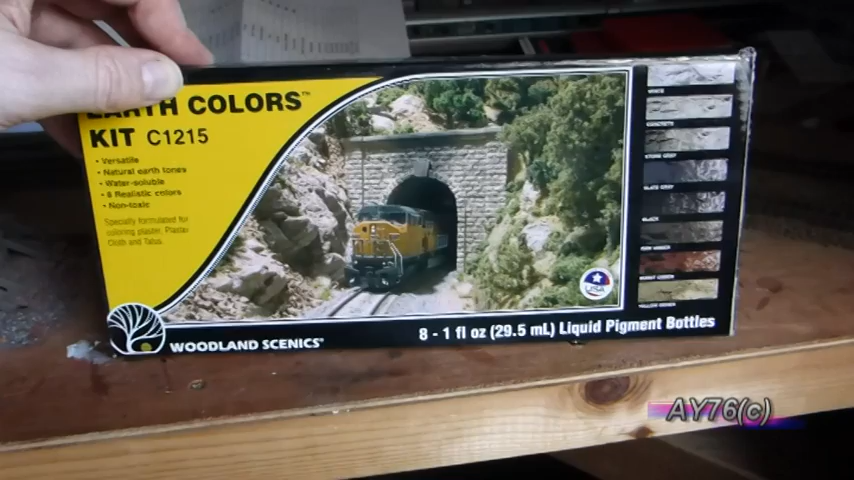 EARTH COLORS™
KIT C1215
• Versatile
• Natural earth tones
• Water-soluble
• 8 Realistic colors
• Non-toxic
Specially formulated for
coloring plaster, Plaster
Cloth and Talus.
WHITE
CONCRETE
STONE GRAY
SLATE GRAY
BLACK
RAW UMBER
BURNT UMBER
YELLOW OCHER
USA
8 - 1 fl oz (29.5 mL) Liquid Pigment Bottles
WOODLAND SCENICS®
AY76(c)